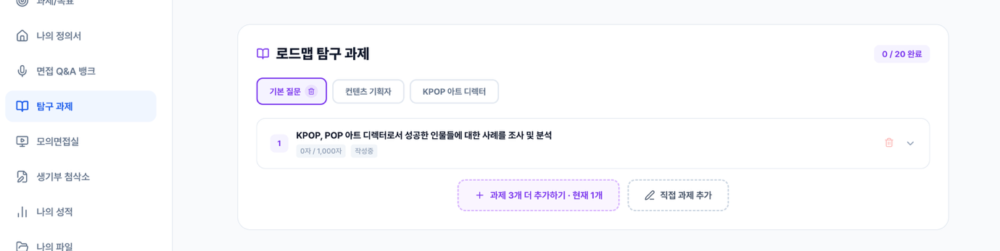 과제/목표
나의 정의서
면접 Q&A 뱅크
탐구 과제
모의면접실
생기부 첨삭소
나의 성적
나의 파일
로드맵 탐구 과제
0 / 20 완료
기본 질문
컨텐츠 기획자
KPOP 아트 디렉터
1
KPOP, POP 아트 디렉터로서 성공한 인물들에 대한 사례를 조사 및 분석
0자 / 1,000자
작성중
과제 3개 더 추가하기 · 현재 1개
직접 과제 추가